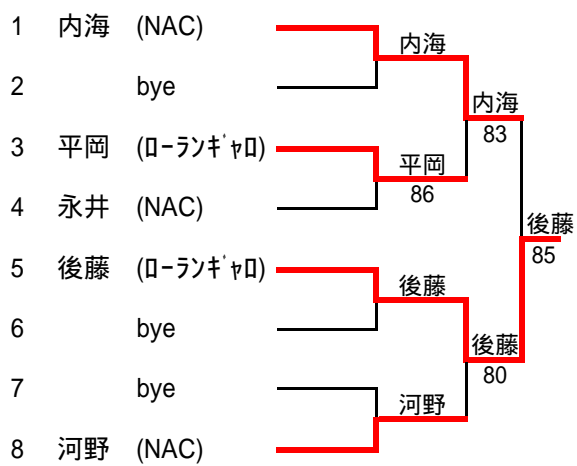 1 内海 (NAC)
内海
2 bye
内海
83
3 平岡 (ﾛｰﾗﾝｷﾞｬﾛ)
平岡
86
4 永井 (NAC)
後藤
85
5 後藤 (ﾛｰﾗﾝｷﾞｬﾛ)
後藤
6 bye
後藤
80
7 bye
河野
8 河野 (NAC)